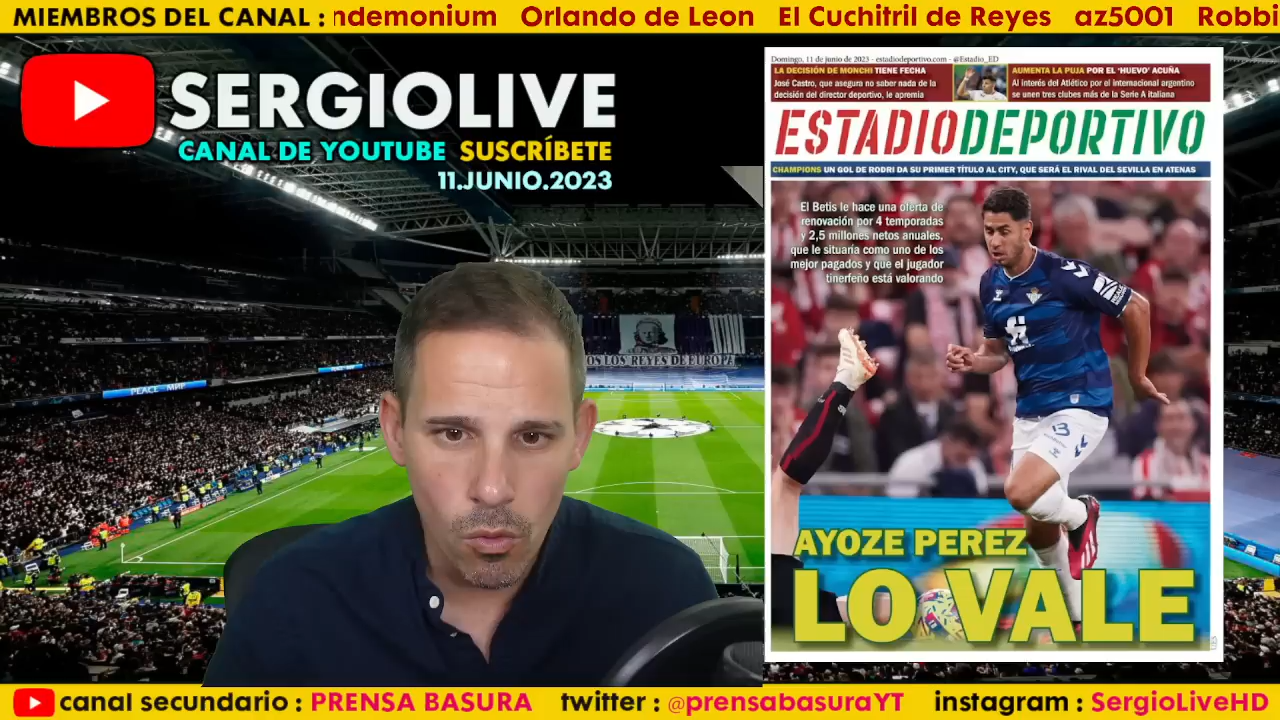 MIEMBROS DEL CANAL : ndemonium Orlando de Leon El Cuchitril de Reyes az5001 Robbi
SERGIOLIVE
CANAL DE YOUTUBE SUSCRÍBETE
11.JUNIO.2023
PEACE МИР
OS LOS REYES DE EUROPA
Domingo, 11 de junio de 2023 - estadiodeportivo.com - @Estadio_ED
LA DECISIÓN DE MONCHI TIENE FECHA
José Castro, que asegura no saber nada de la
decisión del director deportivo, le apremia
AUMENTA LA PUJA POR EL 'HUEVO' ACUÑA
Al interés del Atlético por el internacional argentino
se unen tres clubes más de la Serie A italiana
ESTADIODEPORTIVO
CHAMPIONS UN GOL DE RODRI DA SU PRIMER TÍTULO AL CITY, QUE SERÁ EL RIVAL DEL SEVILLA EN ATENAS
El Betis le hace una oferta de
renovación por 4 temporadas
y 2,5 millones netos anuales,
que le situaría como uno de los
mejor pagados y que el jugador
tinerfeño está valorando
AYOZE PEREZ
LO VALE
canal secundario : PRENSA BASURA twitter : @prensabasuraYT instagram : SergioLiveHD